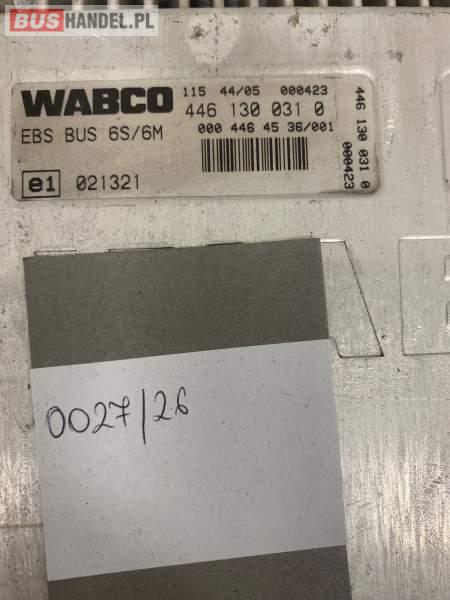 BUSHANDEL.PL
WABCO
115 44/05 000423
446 130 031 0
EBS BUS 6S/6M
000 446 45 36/001
e1 021321
446 130 031 0
000423
0027/26